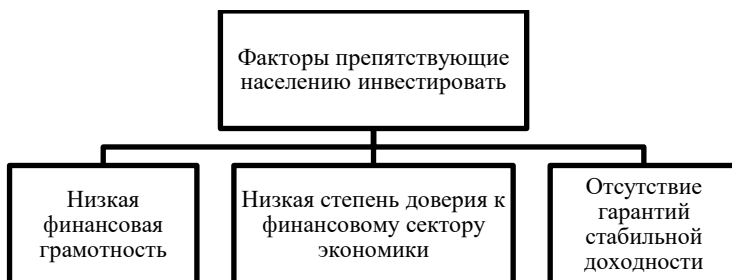 Факторы препятствующие
населению инвестировать
Низкая
финансовая
грамотность
Низкая степень доверия к
финансовому сектору
экономики
Отсутствие
гарантий
стабильной
доходности